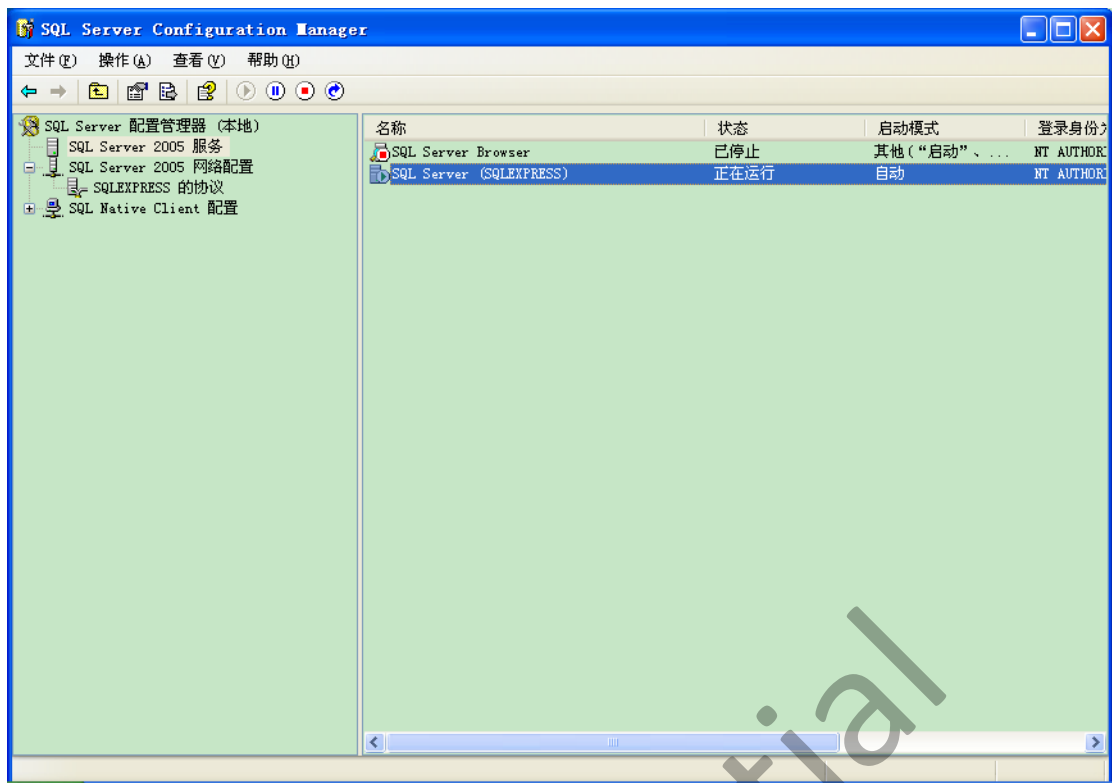 SQL Server Configuration Manager
文件(F) 操作(A) 查看(V) 帮助(H)
SQL Server 配置管理器 (本地)
SQL Server 2005 服务
SQL Server 2005 网络配置
SQLEXPRESS 的协议
SQL Native Client 配置
名称 状态 启动模式 登录身份为
SQL Server Browser 已停止 其他(“启动”、... NT AUTHORI
SQL Server (SQLEXPRESS) 正在运行 自动 NT AUTHORI
tial